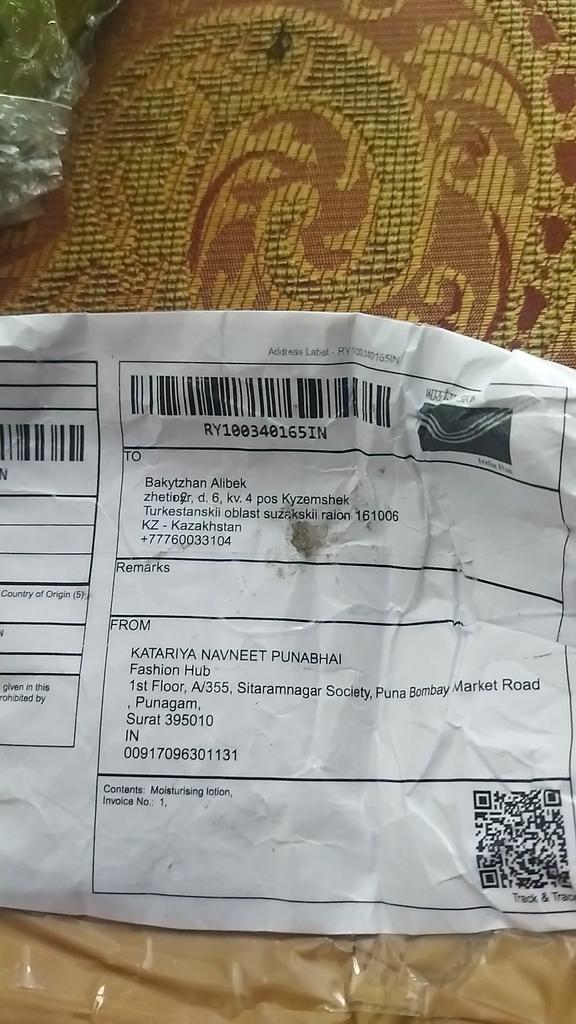 Address Label - RY100340165IN
RY100340165IN
India Post
N
TO
Bakytzhan Alibek
d. 6, kv. 4 pos Kyzemshek
Turkestanskii oblast suzakskii raion 161006
KZ - Kazakhstan
+77760033104
Remarks
Country of Origin (5)
FROM
KATARIYA NAVNEET PUNABHAI
Fashion Hub
1st Floor, A/355, Sitaramnagar Society, Puna Bombay Market Road
, Punagam,
Surat 395010
IN
00917096301131
given in this
rohibited by
Contents: Moisturising lotion,
Invoice No.: 1,
Track & Trace